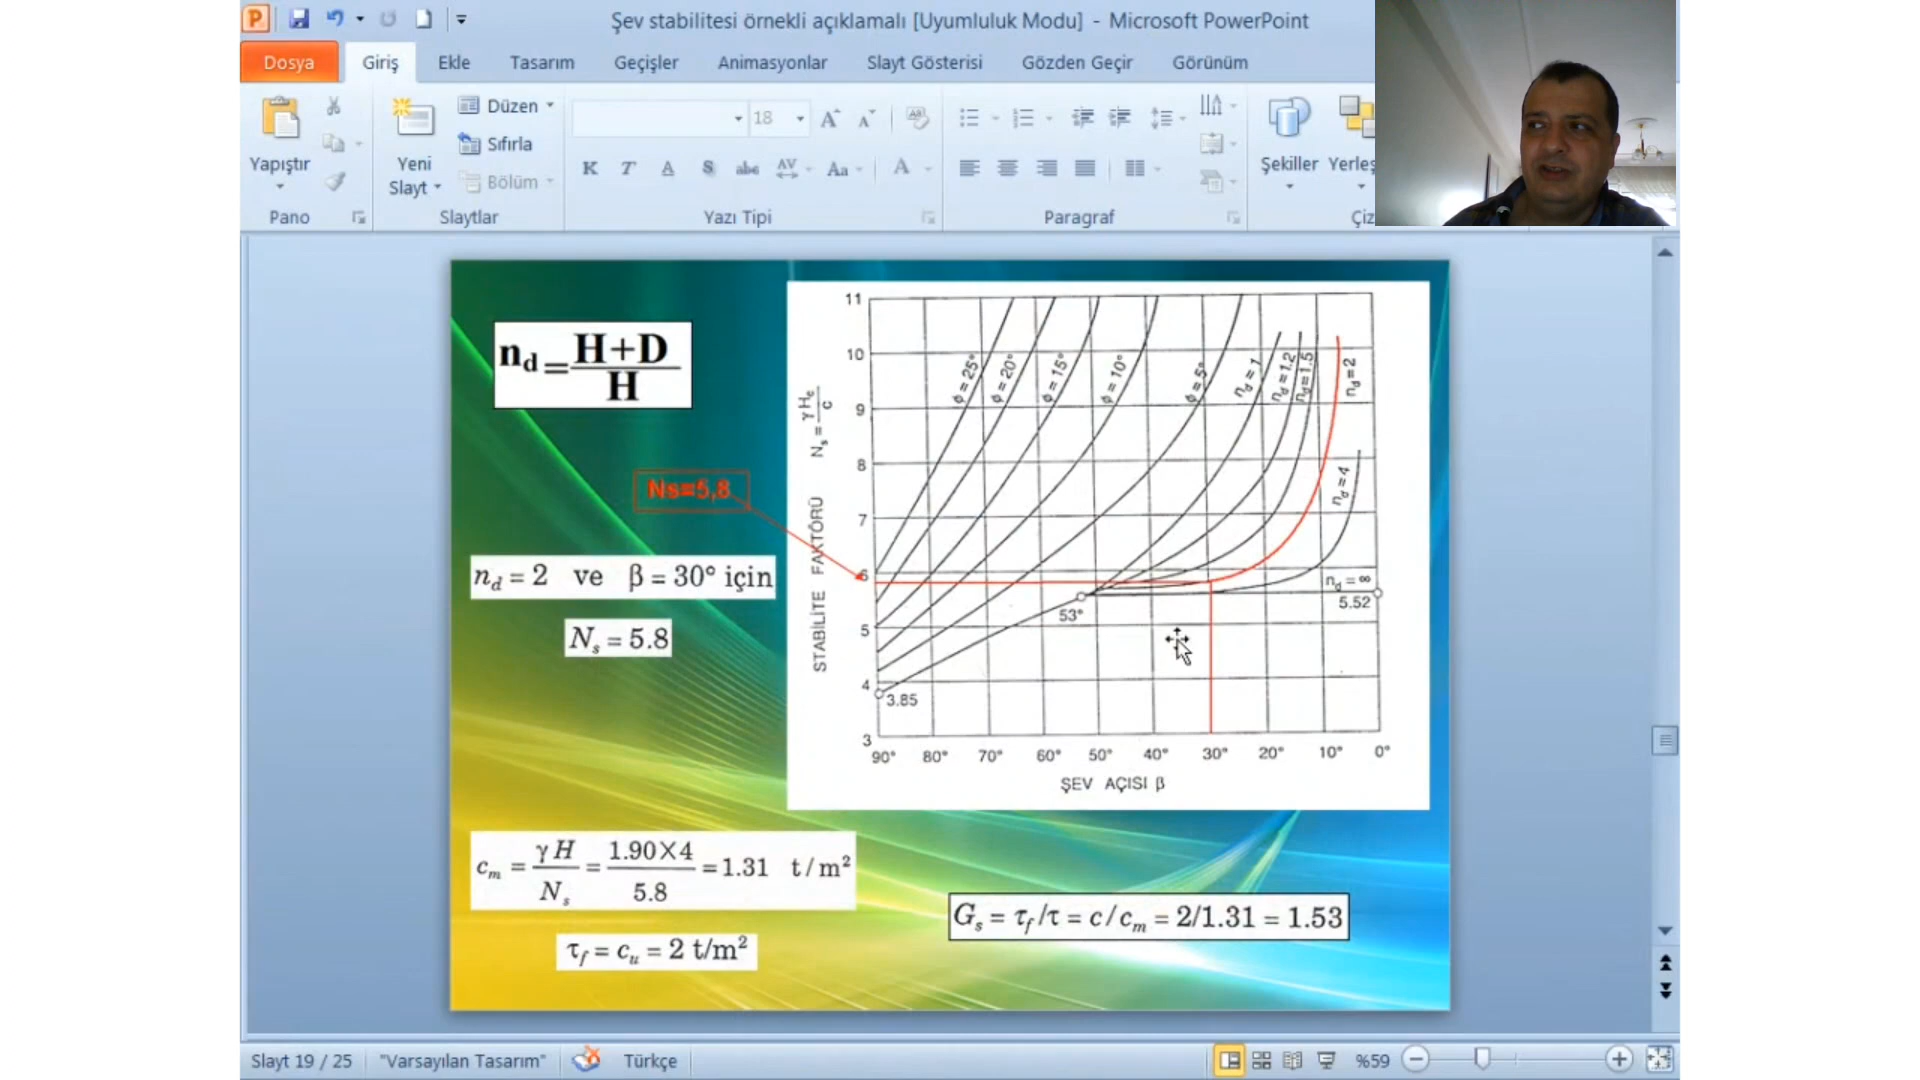 Şev stabilitesi örnekli açıklamalı [Uyumluluk Modu] - Microsoft PowerPoint
Dosya Giriş Ekle Tasarım Geçişler Animasyonlar Slayt Gösterisi Gözden Geçir Görünüm
Yapıştır
Pano
Yeni Slayt
Düzen
Sıfırla
Bölüm
Slaytlar
18
K T A S abc AV Aa A
Yazı Tipi
Paragraf
Şekiller Yerleş
Çiz
n_d = (H+D)/H
Ns=5,8
n_d = 2 ve β = 30° için
N_s = 5.8
STABILITE FAKTÖRÜ N_s = γH_c/c
11
10
9
8
7
6
5
4
3
φ = 25° φ = 20° φ = 15° φ = 10° φ = 5° n_d = 1 n_d = 1,2 n_d = 1,5 n_d = 2
n_d = 4
n_d = ∞
5.52
53°
3.85
90° 80° 70° 60° 50° 40° 30° 20° 10° 0°
ŞEV AÇISI β
c_m = γH/N_s = 1.90×4/5.8 = 1.31 t/m²
τ_f = c_u = 2 t/m²
G_s = τ_f/τ = c/c_m = 2/1.31 = 1.53
Slayt 19 / 25 "Varsayılan Tasarım" Türkçe %59